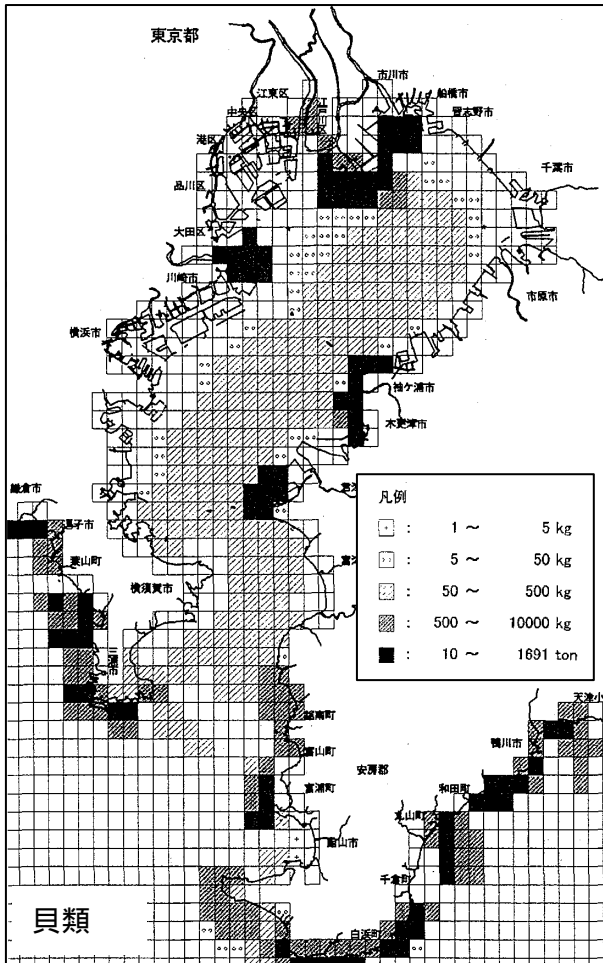 東京都
市川市
船橋市
江東区
習志野市
中央区
港区
千葉市
品川区
大田区
川崎市
市原市
横浜市
袖ケ浦市
木更津市
鎌倉市
逗子市
葉山町
横須賀市
凡例
: 1 ～ 5 kg
: 5 ～ 50 kg
: 50 ～ 500 kg
: 500 ～ 10000 kg
: 10 ～ 1691 ton
三浦市
天津小
鋸南町
鴨川市
富山町
安房郡
富浦町
和田町
丸山町
館山市
千倉町
白浜町
貝類